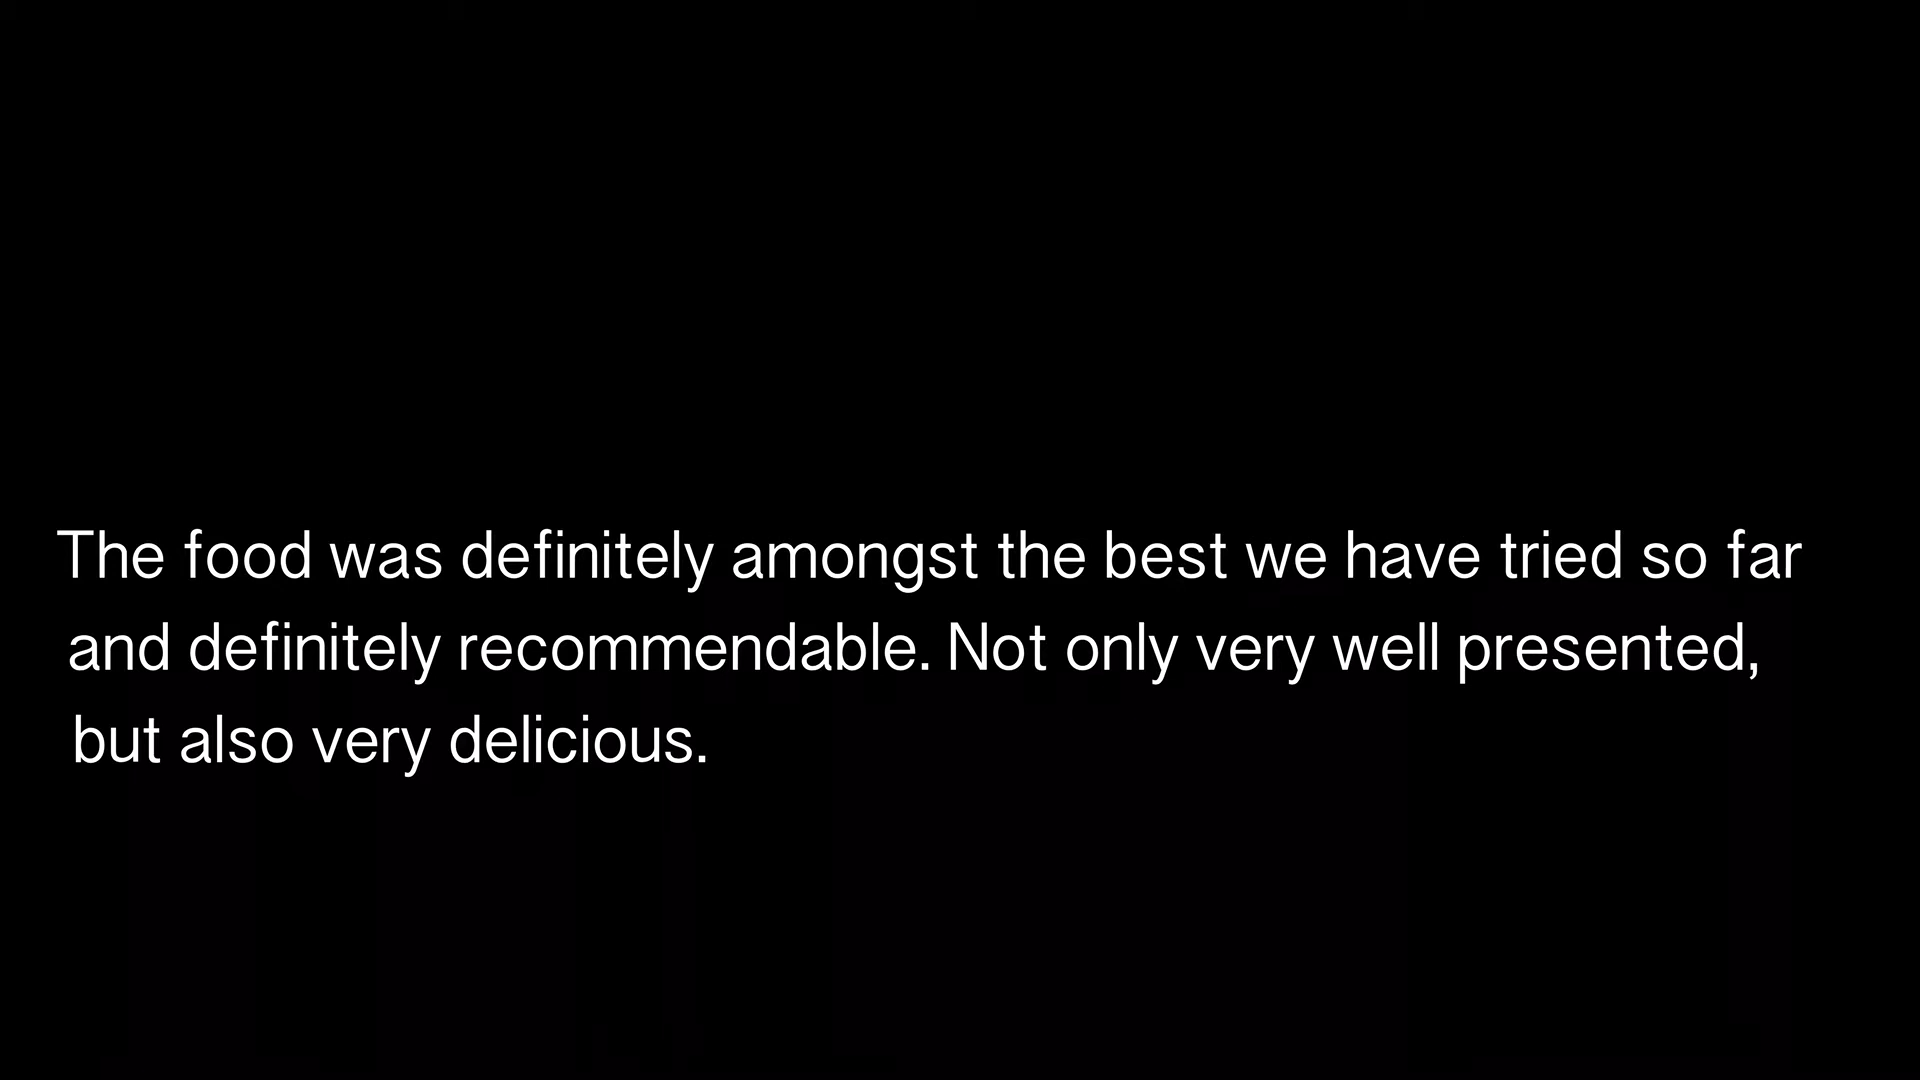 The food was definitely amongst the best we have tried so far
and definitely recommendable. Not only very well presented,
but also very delicious.